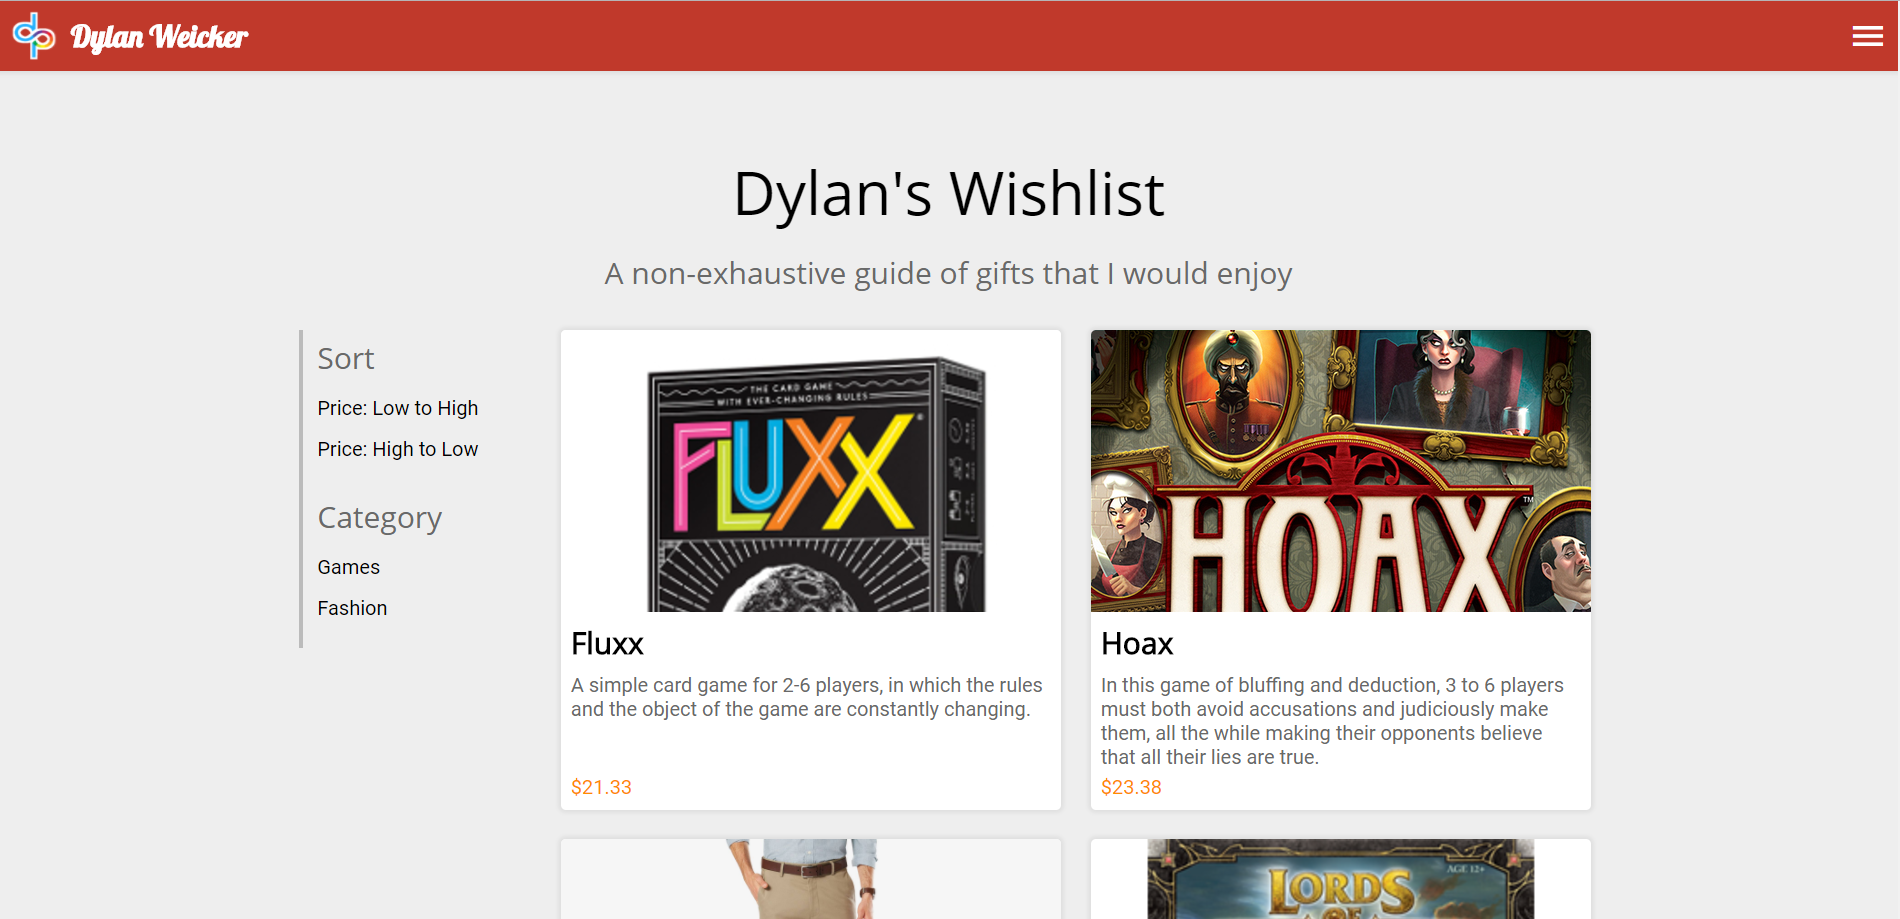 Dylan Weicker
Dylan's Wishlist
A non-exhaustive guide of gifts that I would enjoy
Sort
Price: Low to High
Price: High to Low
Category
Games
Fashion
THE CARD GAME
WITH EVER-CHANGING RULES
FLUXX
Fluxx
A simple card game for 2-6 players, in which the rules
and the object of the game are constantly changing.
$21.33
HOAX™
Hoax
In this game of bluffing and deduction, 3 to 6 players
must both avoid accusations and judiciously make
them, all the while making their opponents believe
that all their lies are true.
$23.38
AGE 12+
LORDS
OF